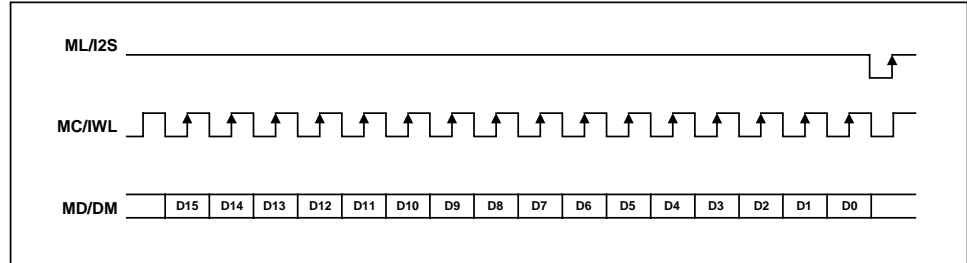 ML/I2S
MC/IWL
MD/DM D15 D14 D13 D12 D11 D10 D9 D8 D7 D6 D5 D4 D3 D2 D1 D0